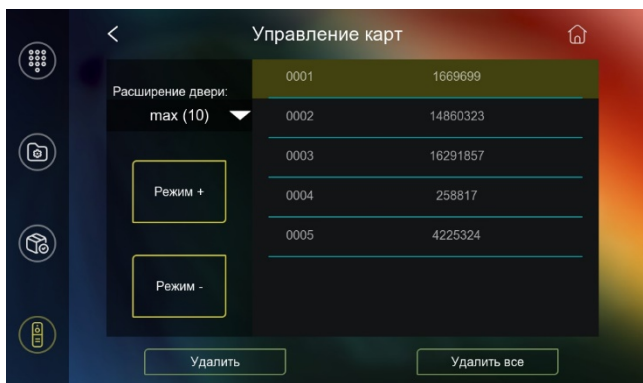 Управление карт
Расширение двери:
max (10)
Режим +
Режим -
0001 1669699
0002 14860323
0003 16291857
0004 258817
0005 4225324
Удалить
Удалить все